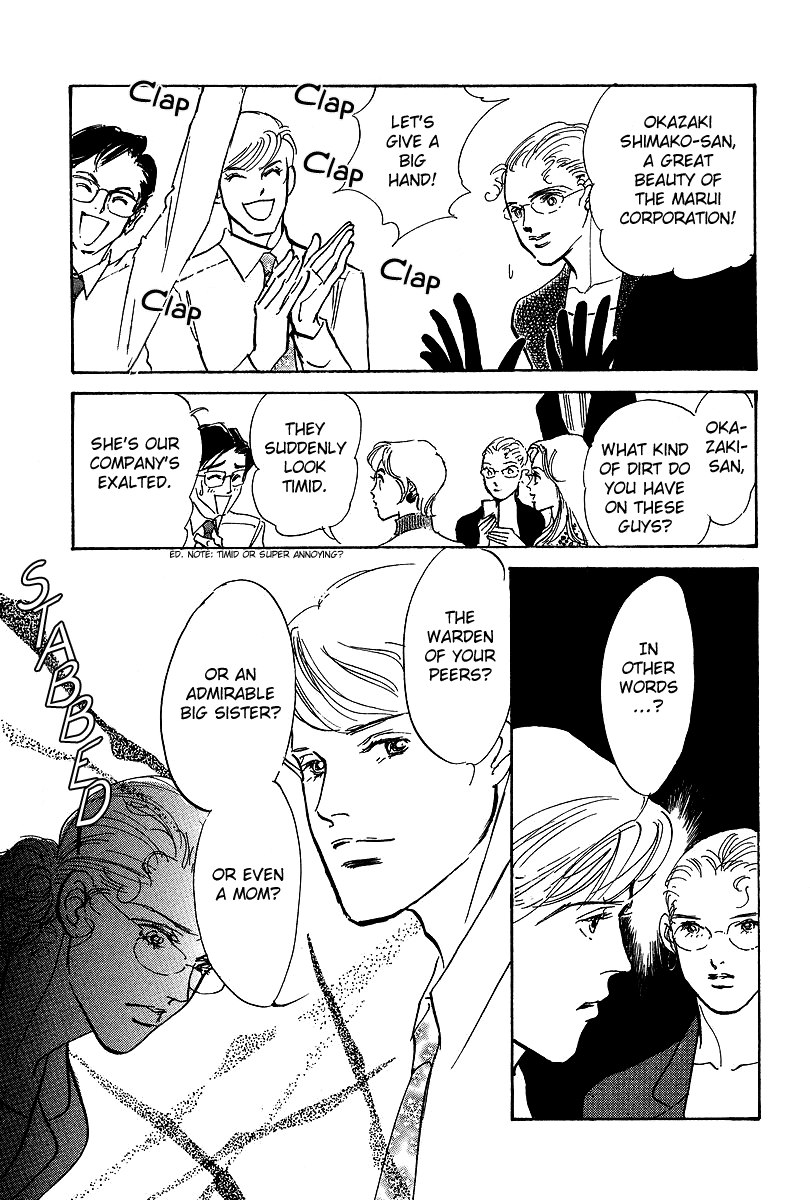 OKAZAKI
SHIMAKO-SAN,
A GREAT
BEAUTY OF
THE MARUI
CORPORATION!
LET'S
GIVE A
BIG
HAND!
Clap
Clap
Clap
Clap
Clap
OKA-
ZAKI-
SAN,
WHAT KIND
OF DIRT DO
YOU HAVE
ON THESE
GUYS?
THEY
SUDDENLY
LOOK
TIMID.
SHE'S OUR
COMPANY'S
EXALTED.
ED. NOTE: TIMID OR SUPER ANNOYING?
IN
OTHER
WORDS
...?
THE
WARDEN
OF YOUR
PEERS?
OR AN
ADMIRABLE
BIG SISTER?
OR EVEN
A MOM?
STABBED